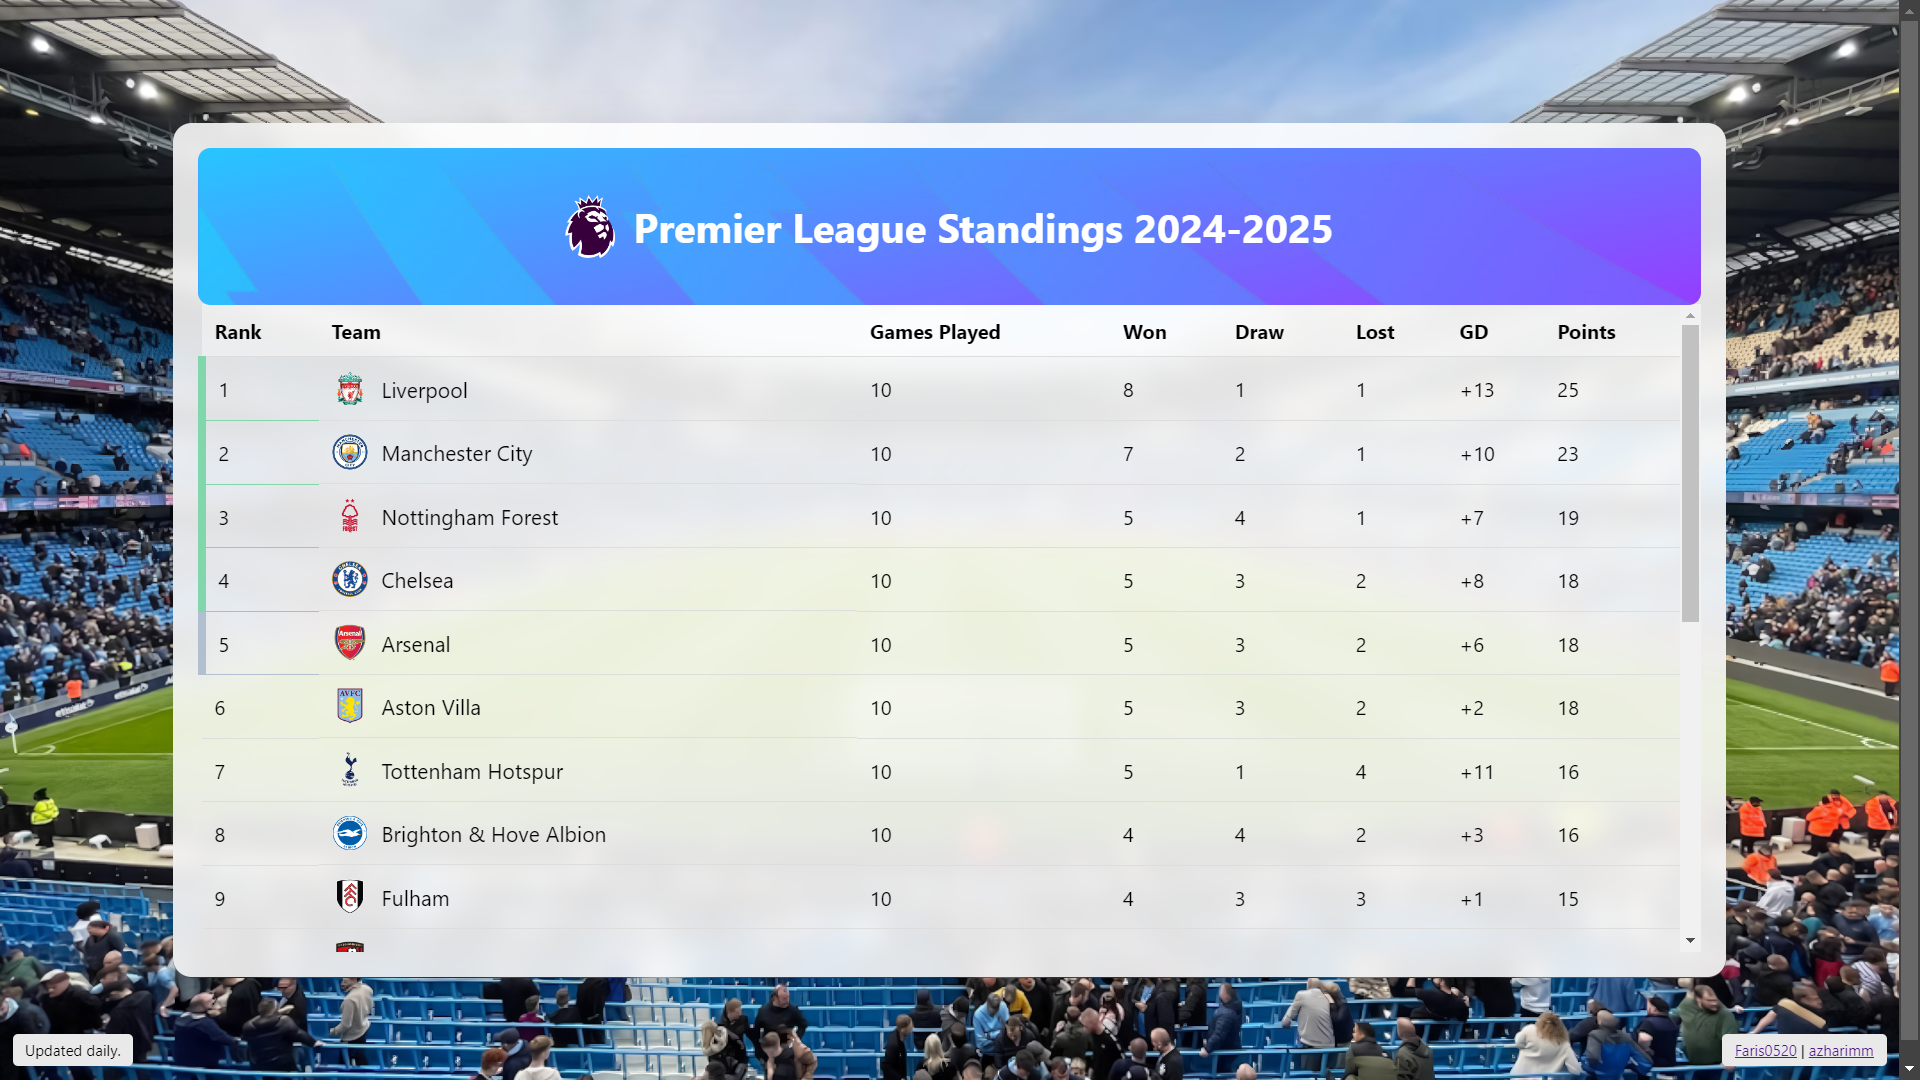 Premier League Standings 2024-2025
Rank Team Games Played Won Draw Lost GD Points
1 Liverpool 10 8 1 1 +13 25
2 Manchester City 10 7 2 1 +10 23
3 Nottingham Forest 10 5 4 1 +7 19
4 Chelsea 10 5 3 2 +8 18
5 Arsenal 10 5 3 2 +6 18
6 Aston Villa 10 5 3 2 +2 18
7 Tottenham Hotspur 10 5 1 4 +11 16
8 Brighton & Hove Albion 10 4 4 2 +3 16
9 Fulham 10 4 3 3 +1 15
Updated daily.
Faris0520 | azharimm